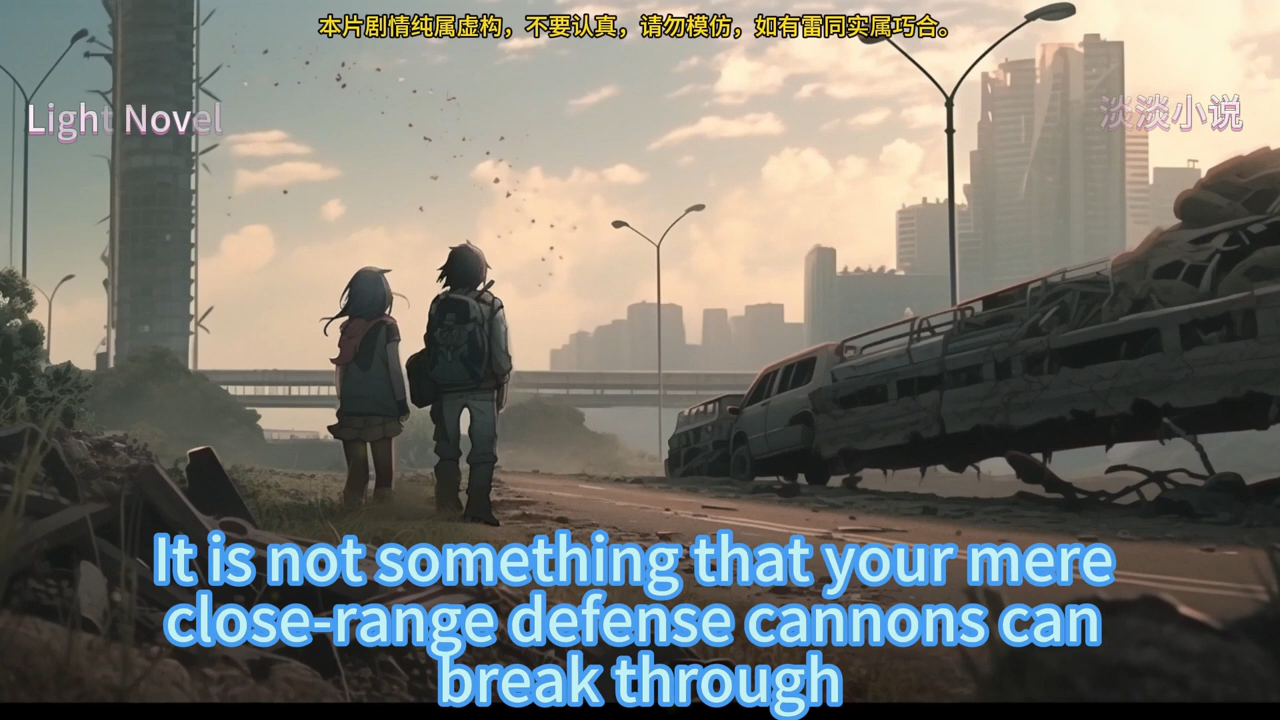 本片剧情纯属虚构，不要认真，请勿模仿，如有雷同实属巧合。
Light Novel
淡淡小说
It is not something that your mere
close-range defense cannons can
break through